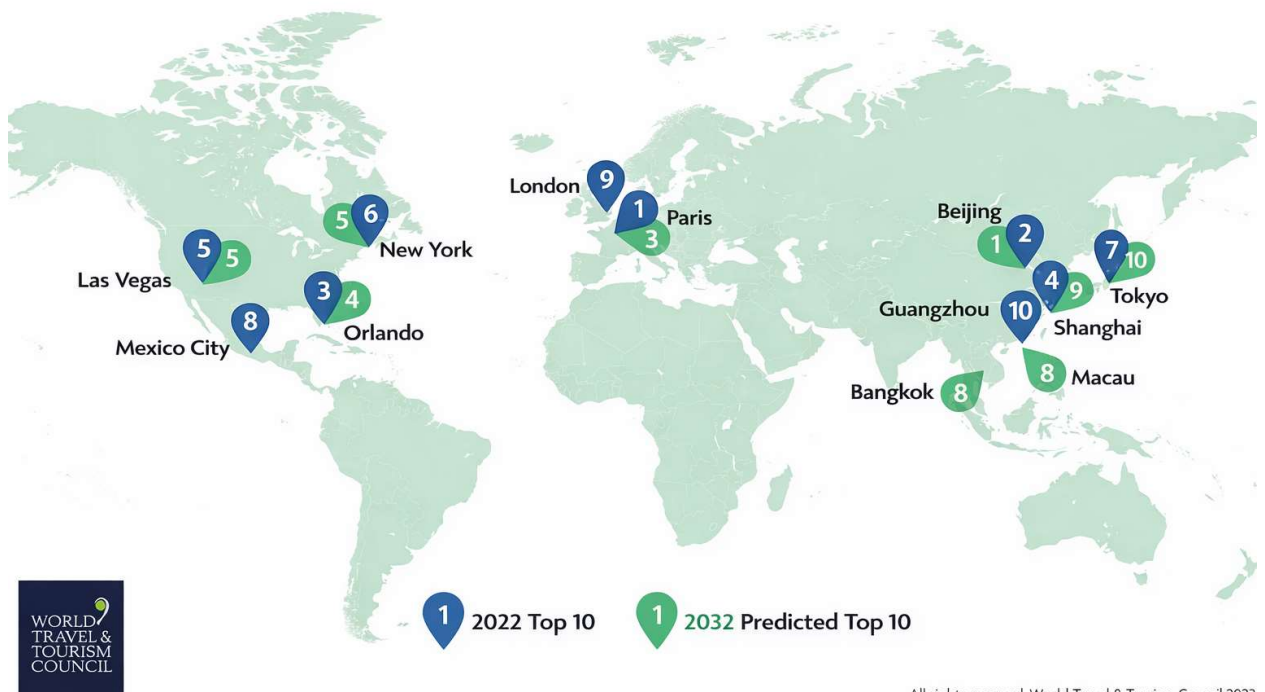 London
9
1
Paris
3
Beijing
1
2
7
10
Tokyo
5
6
New York
Las Vegas
5
5
3
4
Orlando
4
9
Shanghai
Guangzhou
10
Mexico City
8
Bangkok
8
8
Macau
WORLD
TRAVEL &
TOURISM
COUNCIL
1 2022 Top 10
1 2032 Predicted Top 10